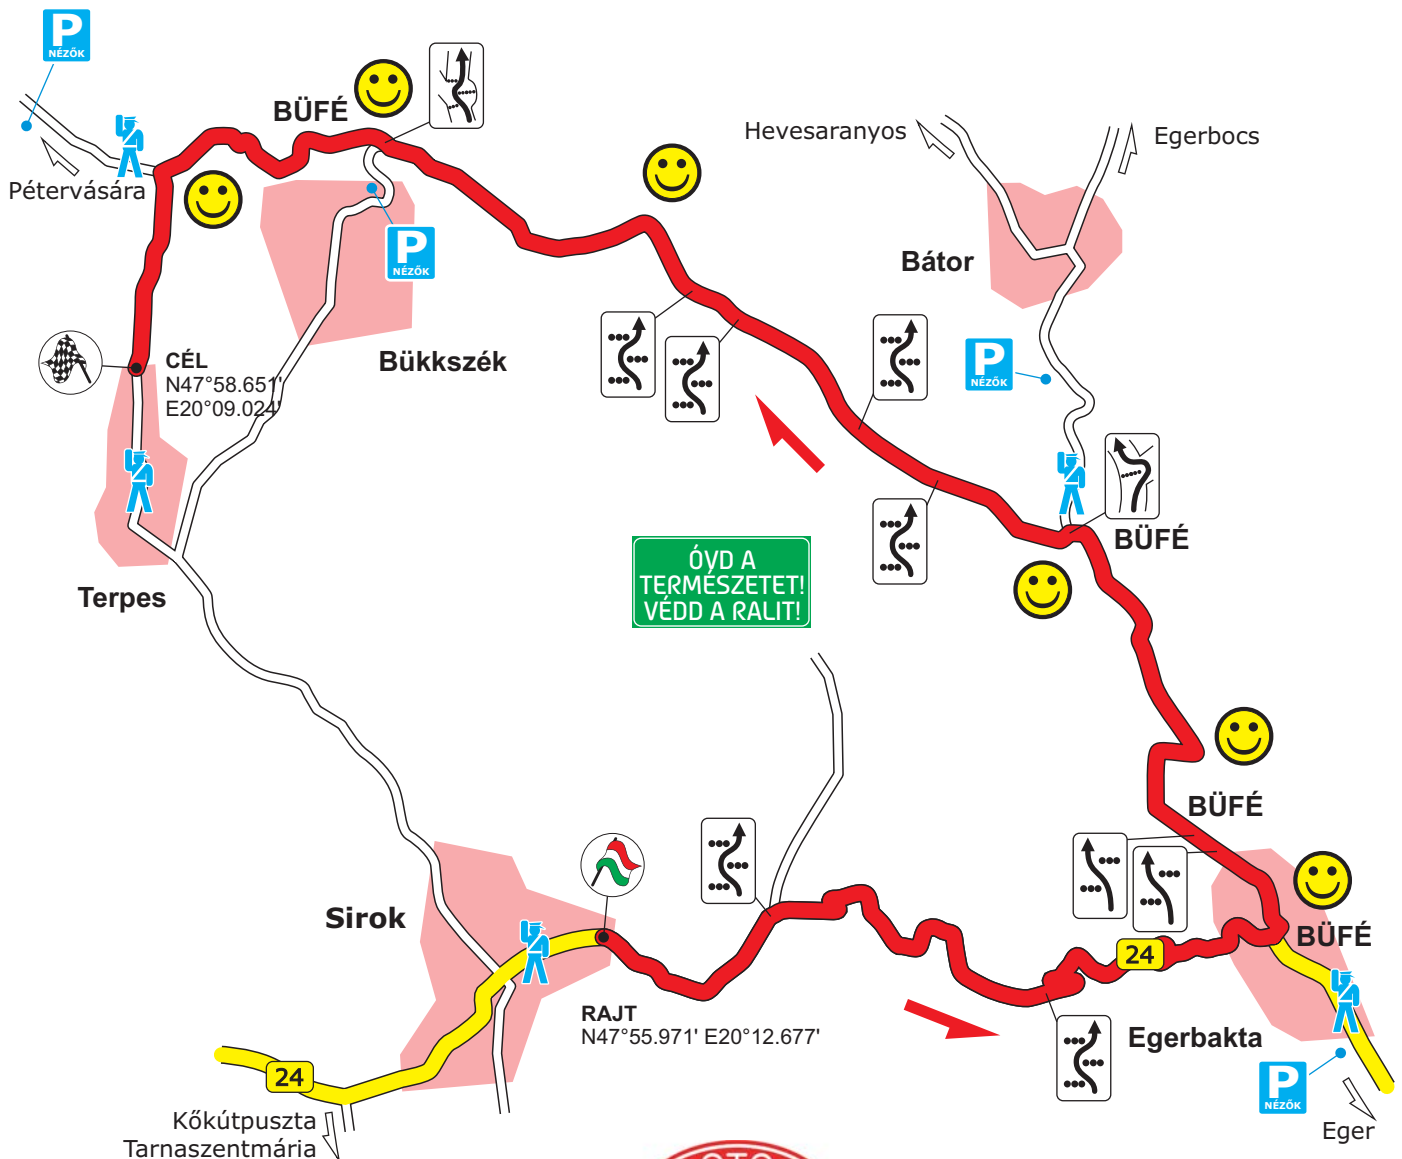 P
NÉZŐK
BÜFÉ
Hevesaranyos
Egerbocs
Pétervására
P
NÉZŐK
Bátor
CÉL
N47°58.651'
E20°09.024'
Bükkszék
P
NÉZŐK
BÜFÉ
ÓVD A
TERMÉSZETET!
VÉDD A RALIT!
Terpes
BÜFÉ
Sirok
BÜFÉ
24
RAJT
N47°55.971' E20°12.677'
Egerbakta
24
P
NÉZŐK
Kőkútpuszta
Tarnaszentmária
Eger